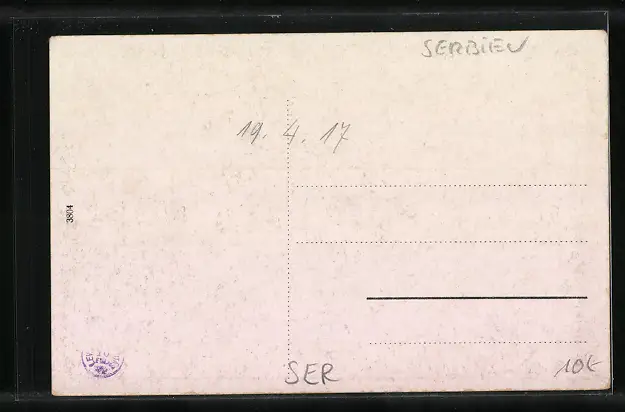 SERBIEN
19. 4. 17
3804
SER
10€